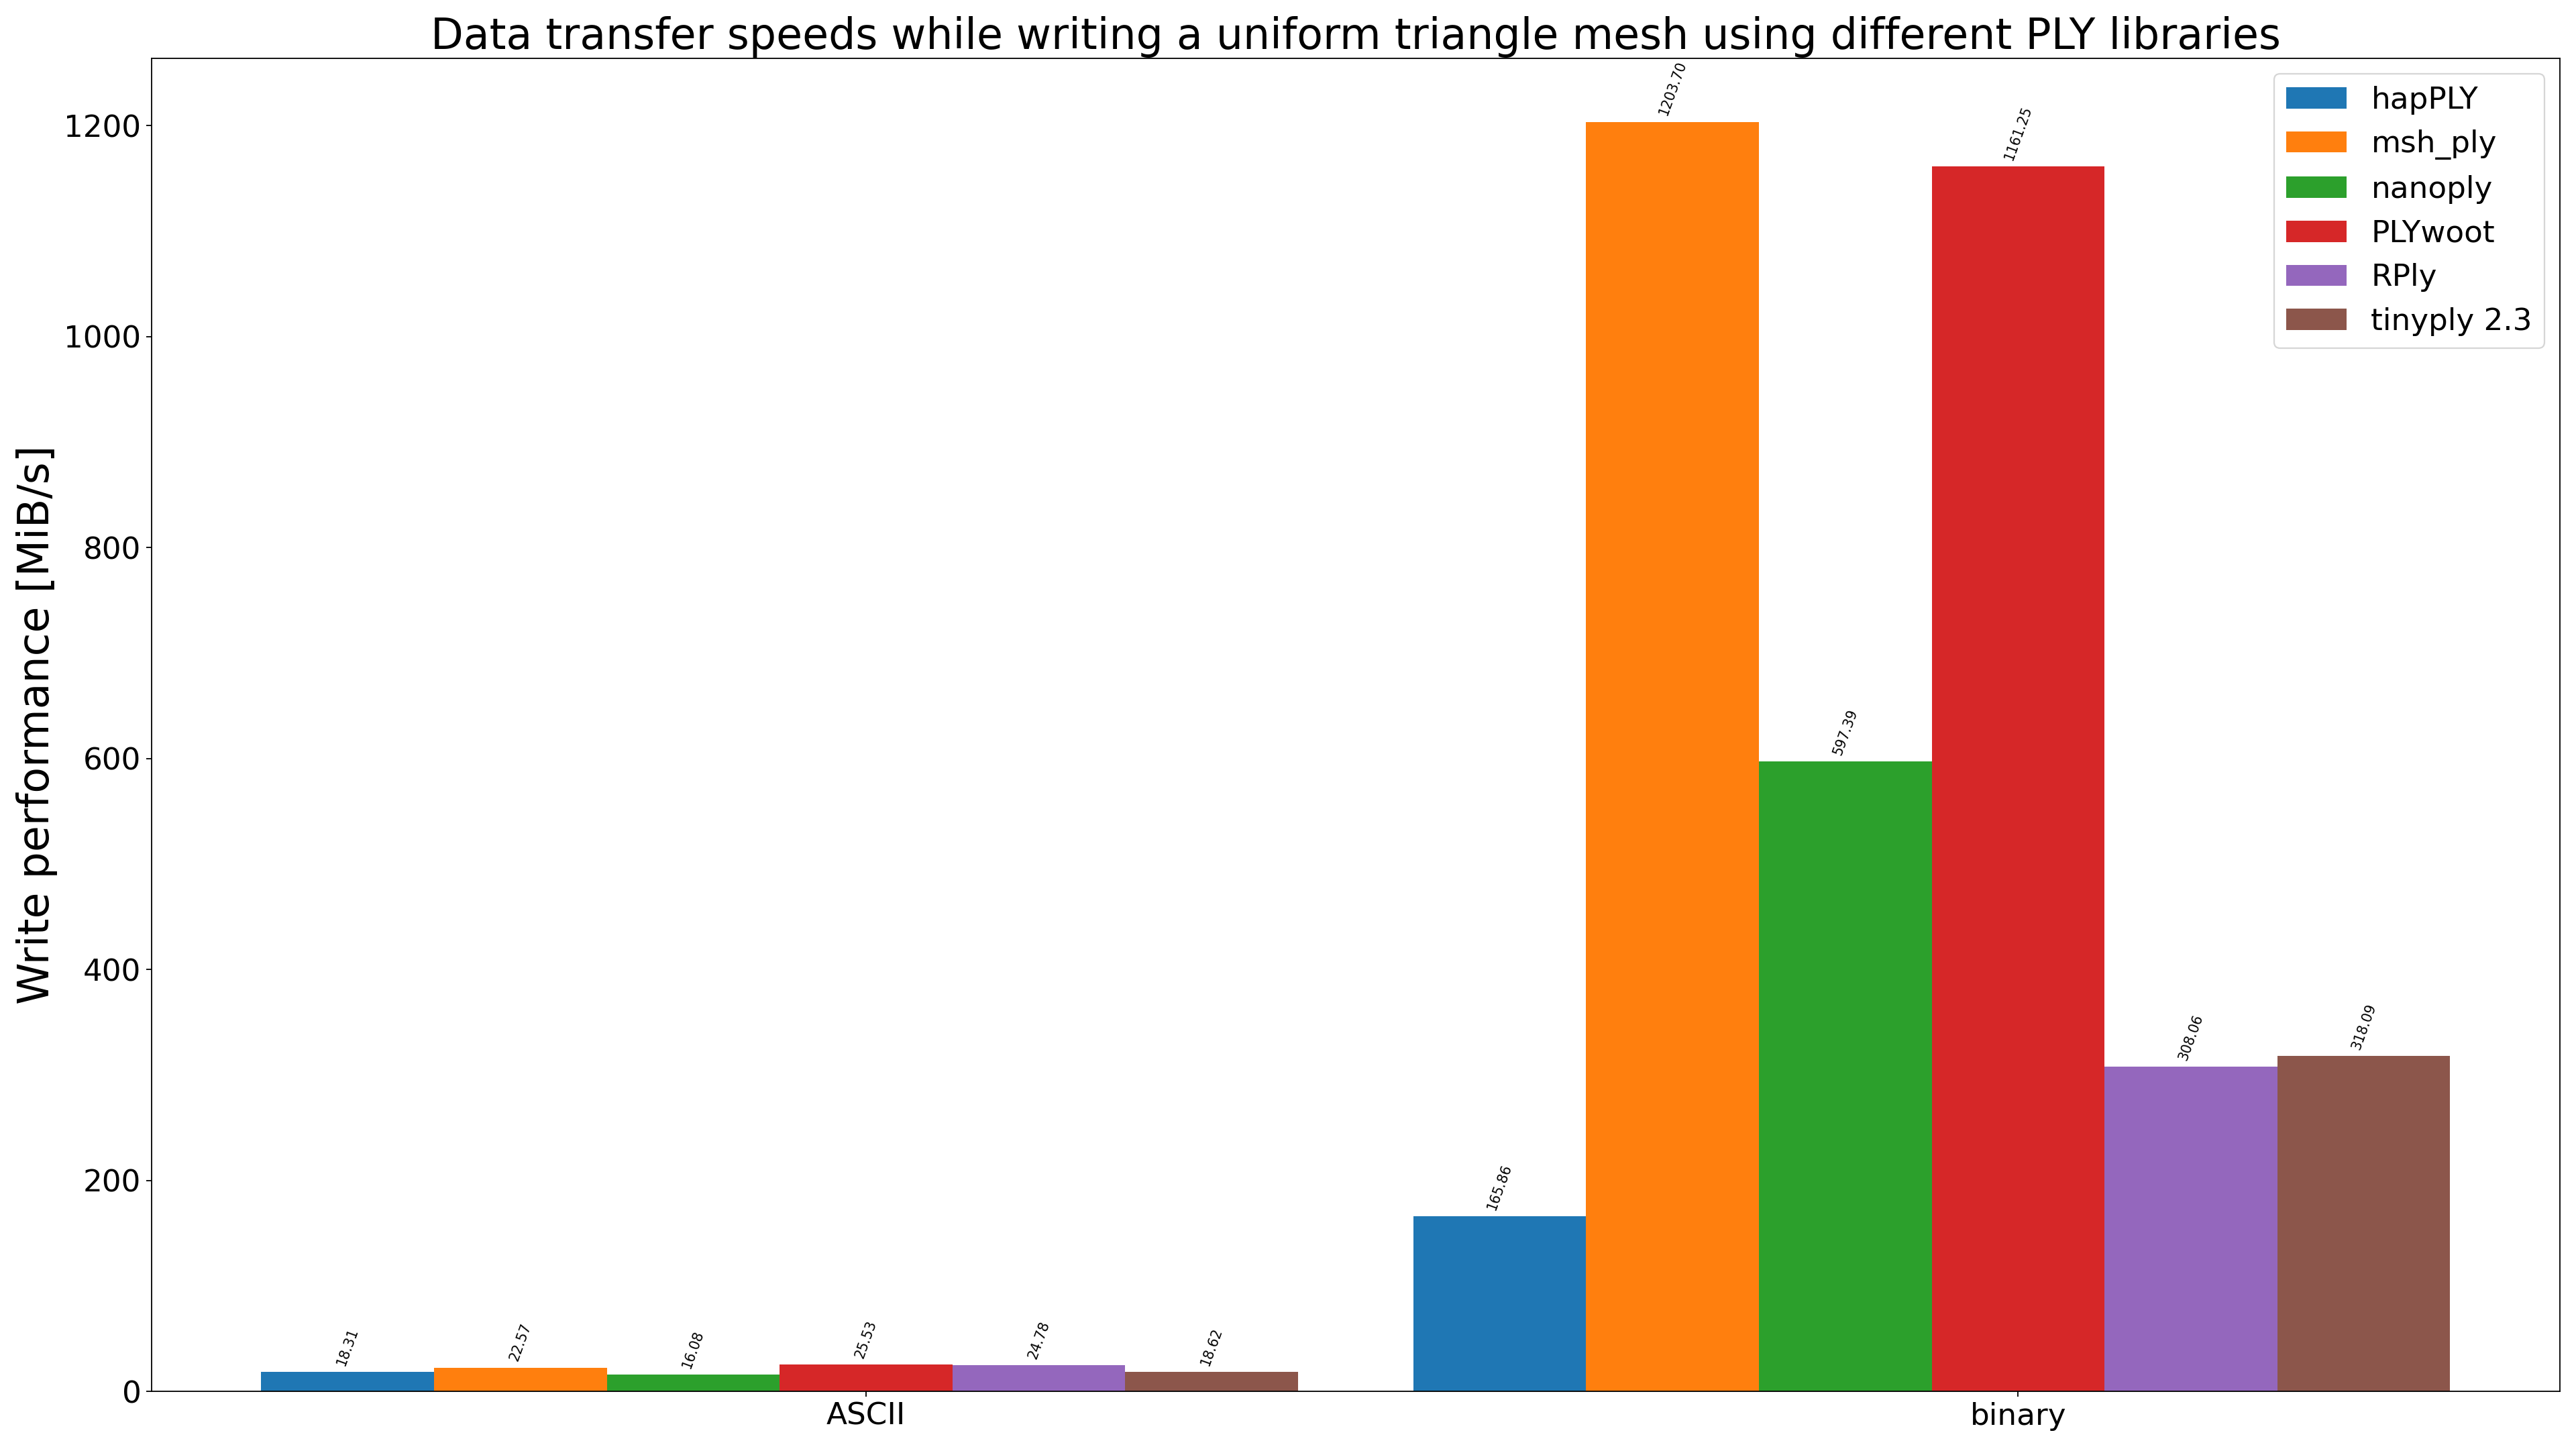 Data transfer speeds while writing a uniform triangle mesh using different PLY libraries
Write performance [MiB/s]
1200
1000
800
600
400
200
0
18.31
22.57
16.08
25.53
24.78
18.62
165.86
1203.70
597.39
1161.25
308.06
318.09
ASCII
binary
hapPLY
msh_ply
nanoply
PLYwoot
RPly
tinyply 2.3